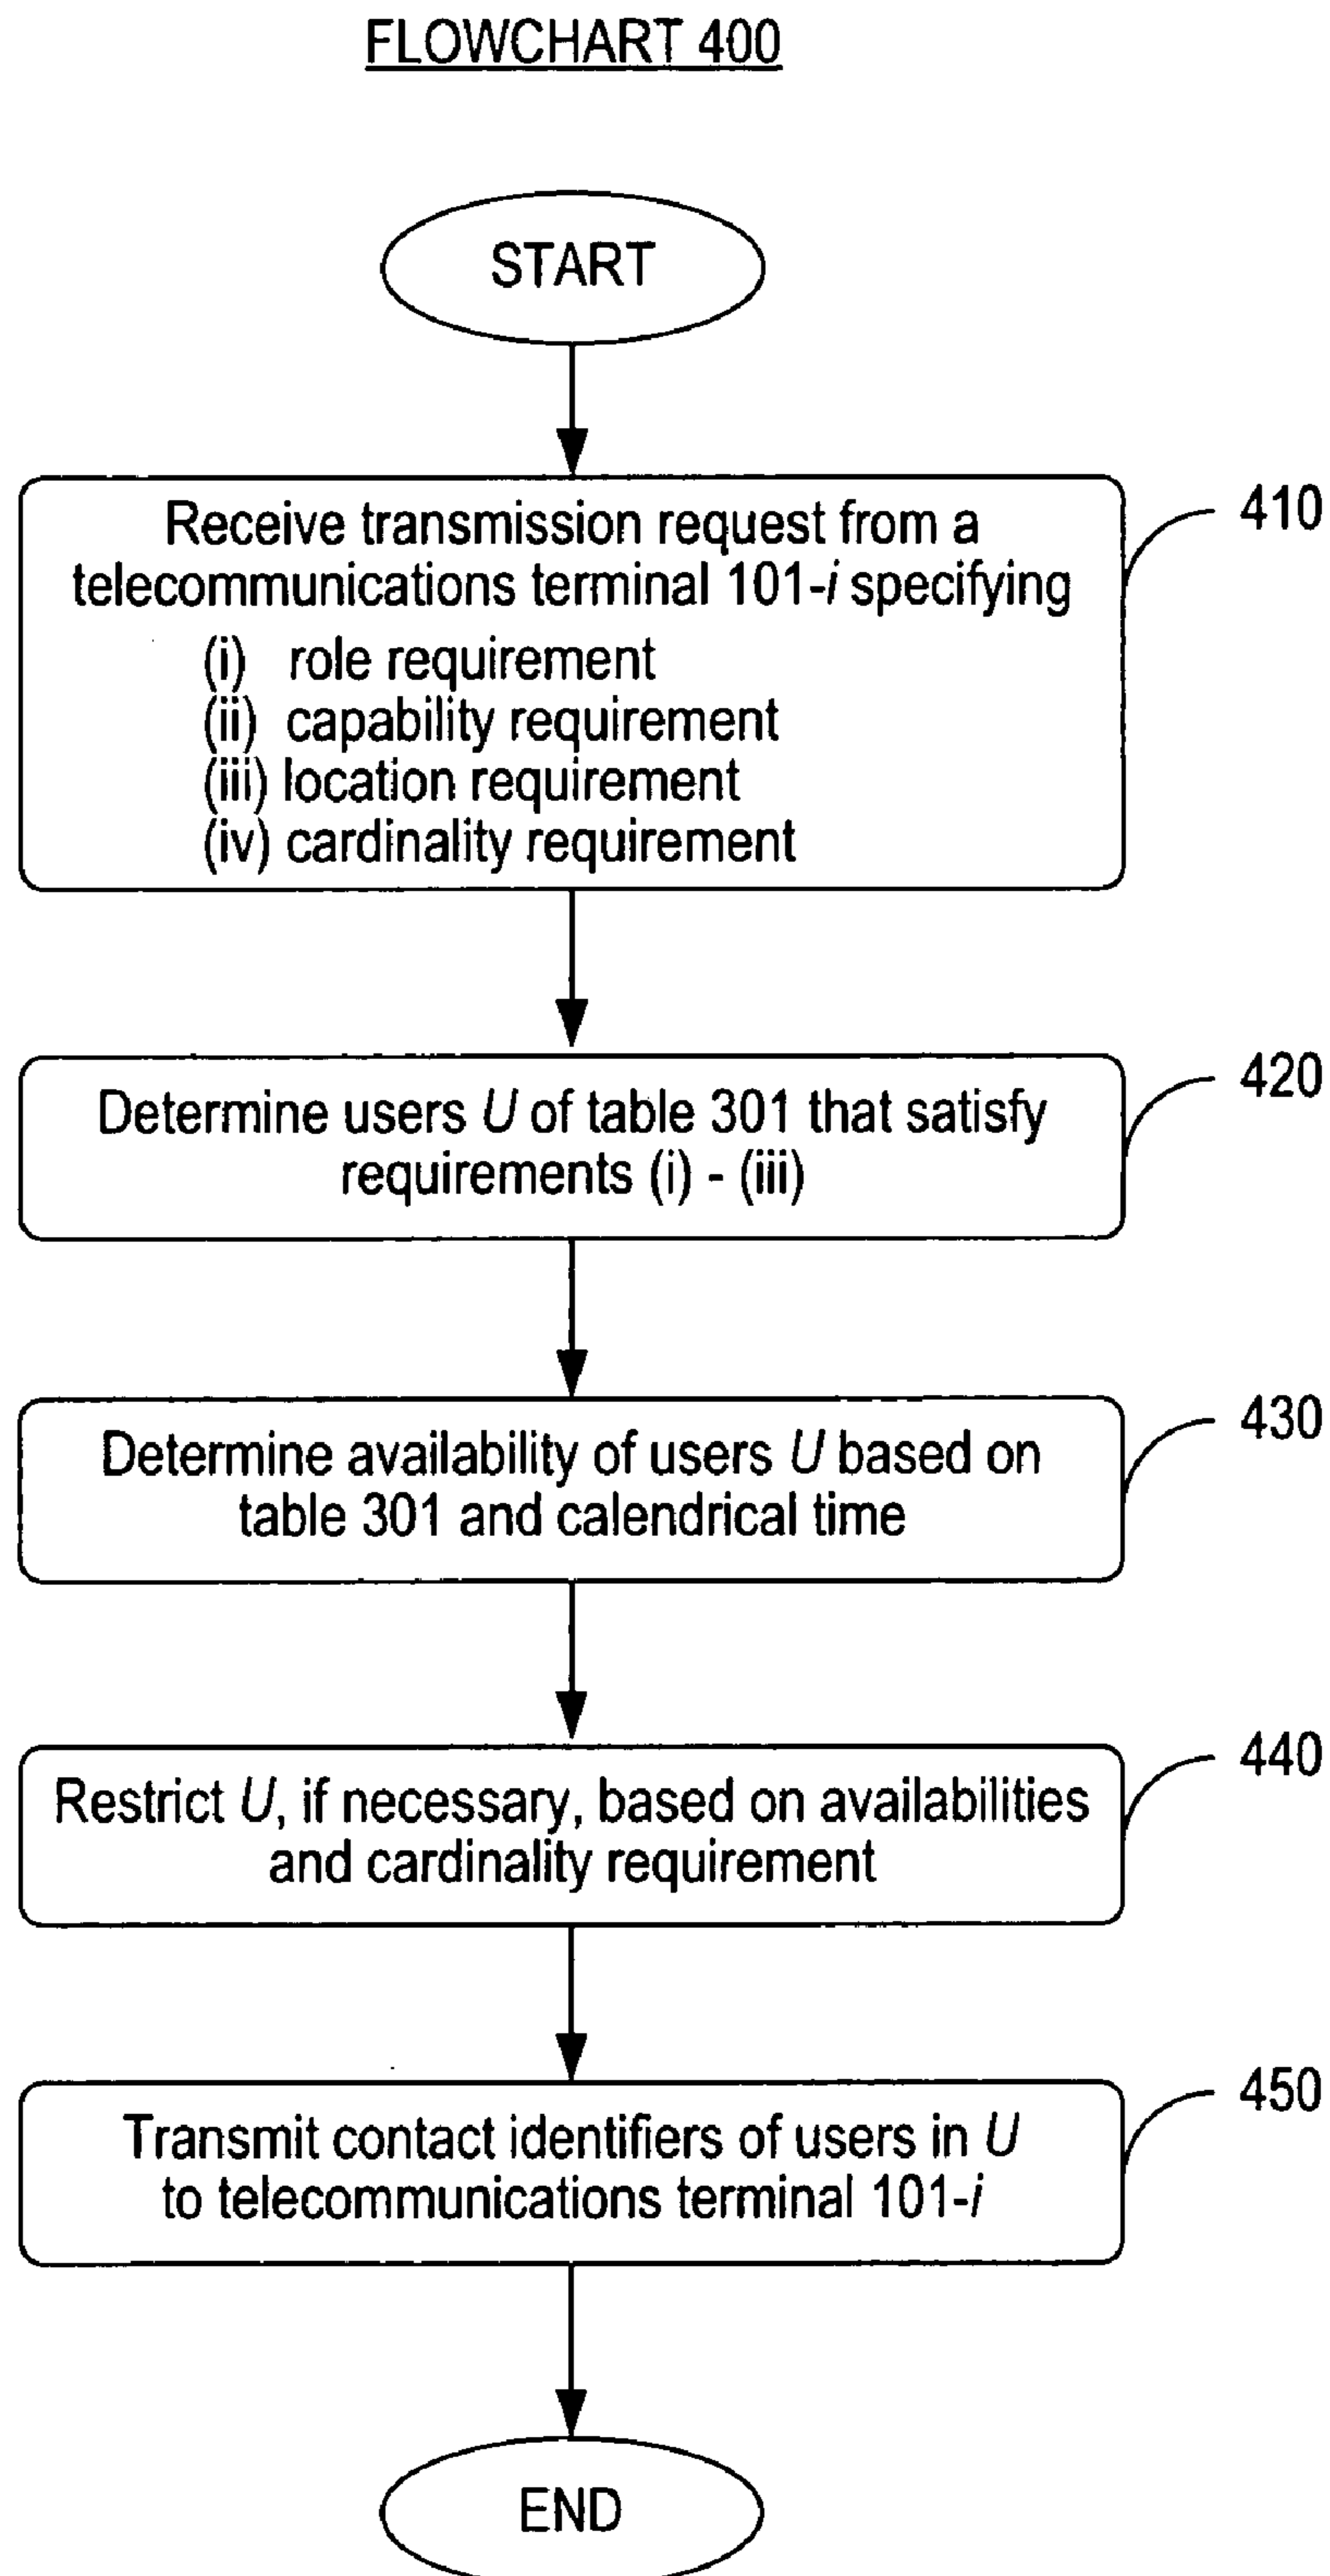 FLOWCHART 400
START
Receive transmission request from a
telecommunications terminal 101-i specifying
(i) role requirement
(ii) capability requirement
(iii) location requirement
(iv) cardinality requirement
410
Determine users U of table 301 that satisfy
requirements (i) - (iii)
420
Determine availability of users U based on
table 301 and calendrical time
430
Restrict U, if necessary, based on availabilities
and cardinality requirement
440
Transmit contact identifiers of users in U
to telecommunications terminal 101-i
450
END